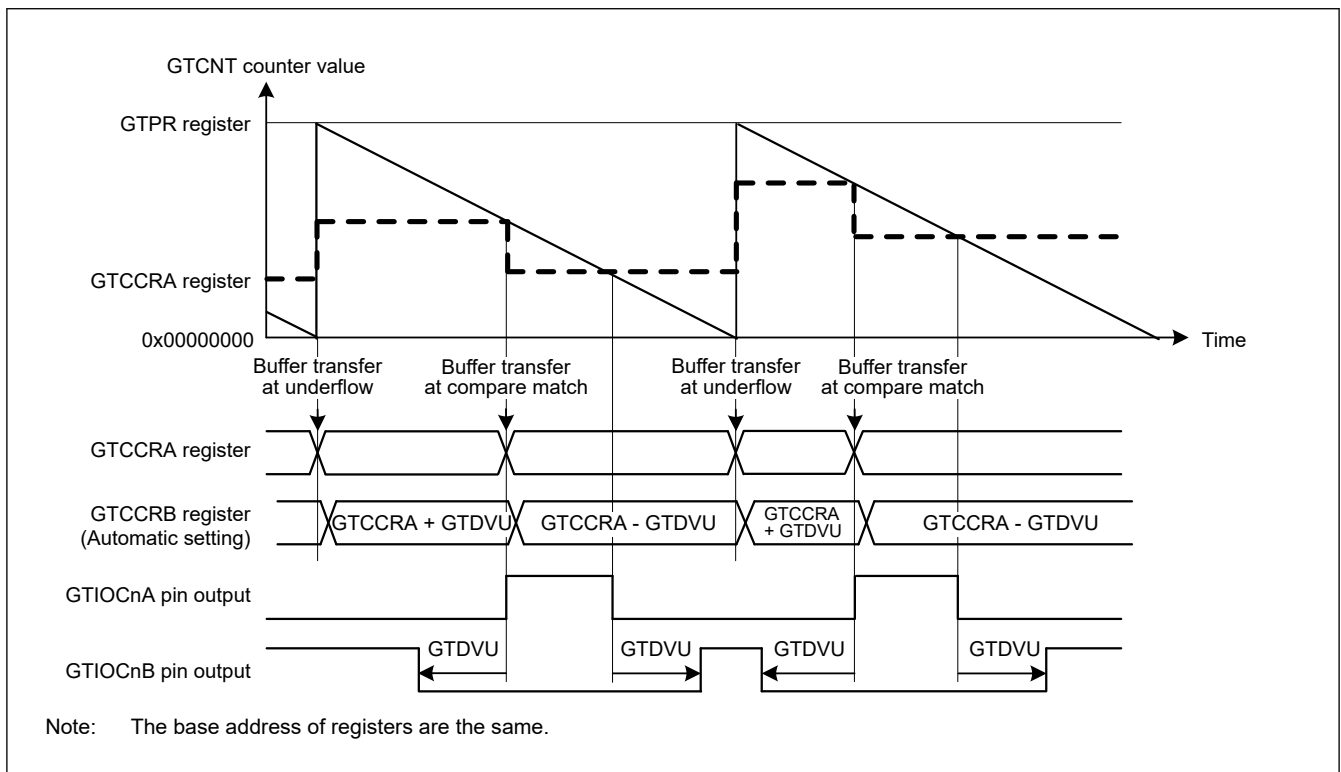 GTCNT counter value
GTPR register
GTCCRA register
0x00000000
Time
Buffer transfer
at underflow
Buffer transfer
at compare match
Buffer transfer
at underflow
Buffer transfer
at compare match
GTCCRA register
GTCCRB register
(Automatic setting)
GTCCRA + GTDVU
GTCCRA - GTDVU
GTCCRA
+ GTDVU
GTCCRA - GTDVU
GTIOCnA pin output
GTIOCnB pin output
GTDVU
GTDVU
GTDVU
GTDVU
Note: The base address of registers are the same.